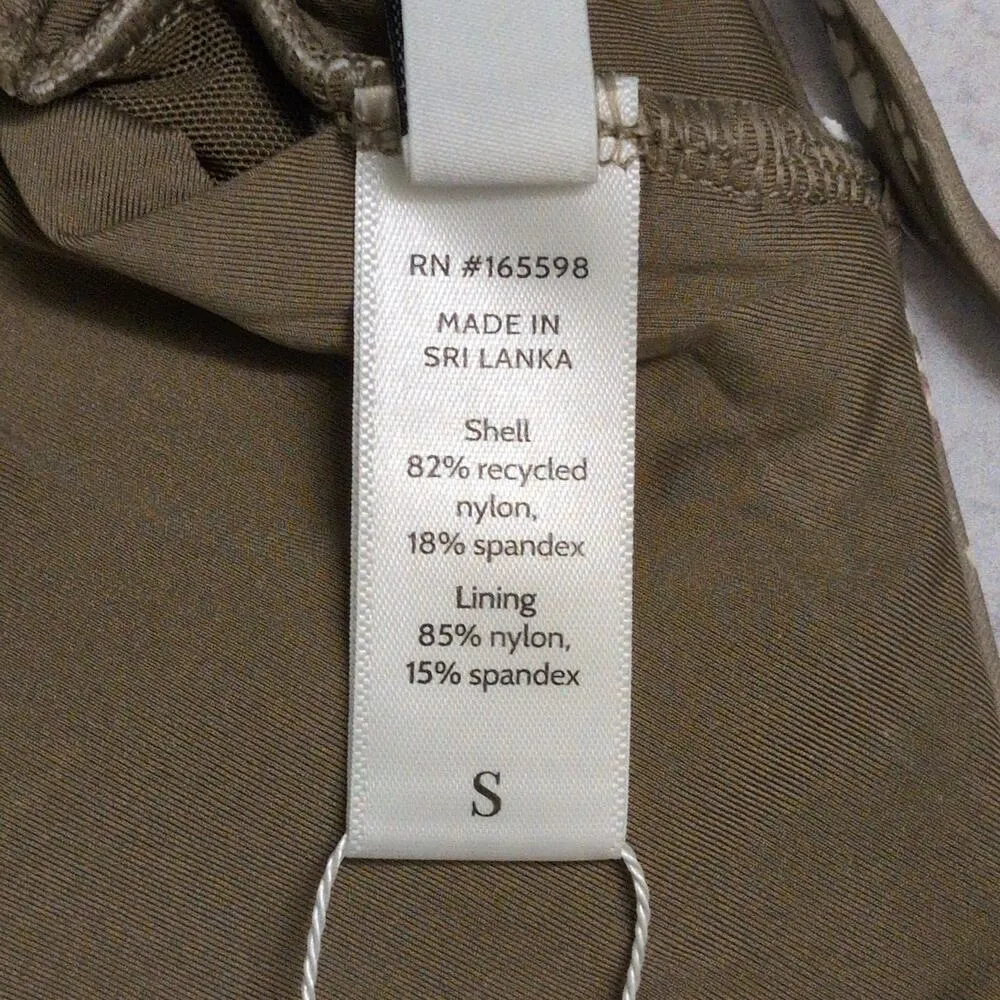 RN #165598
MADE IN
SRI LANKA
Shell
82% recycled
nylon,
18% spandex
Lining
85% nylon,
15% spandex
S